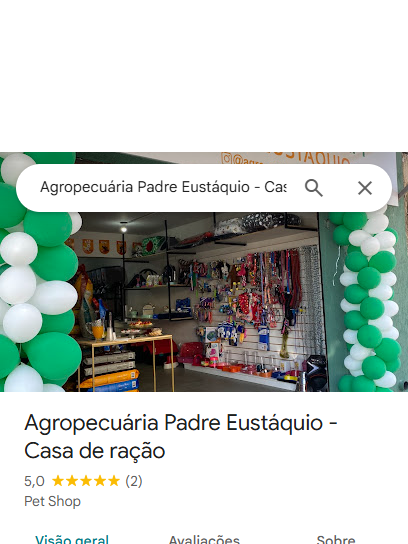 Agropecuária Padre Eustáquio - Cas
Agropecuária Padre Eustáquio -
Casa de ração
5,0 ★★★★★ (2)
Pet Shop
Visão geral Avaliações Sobre